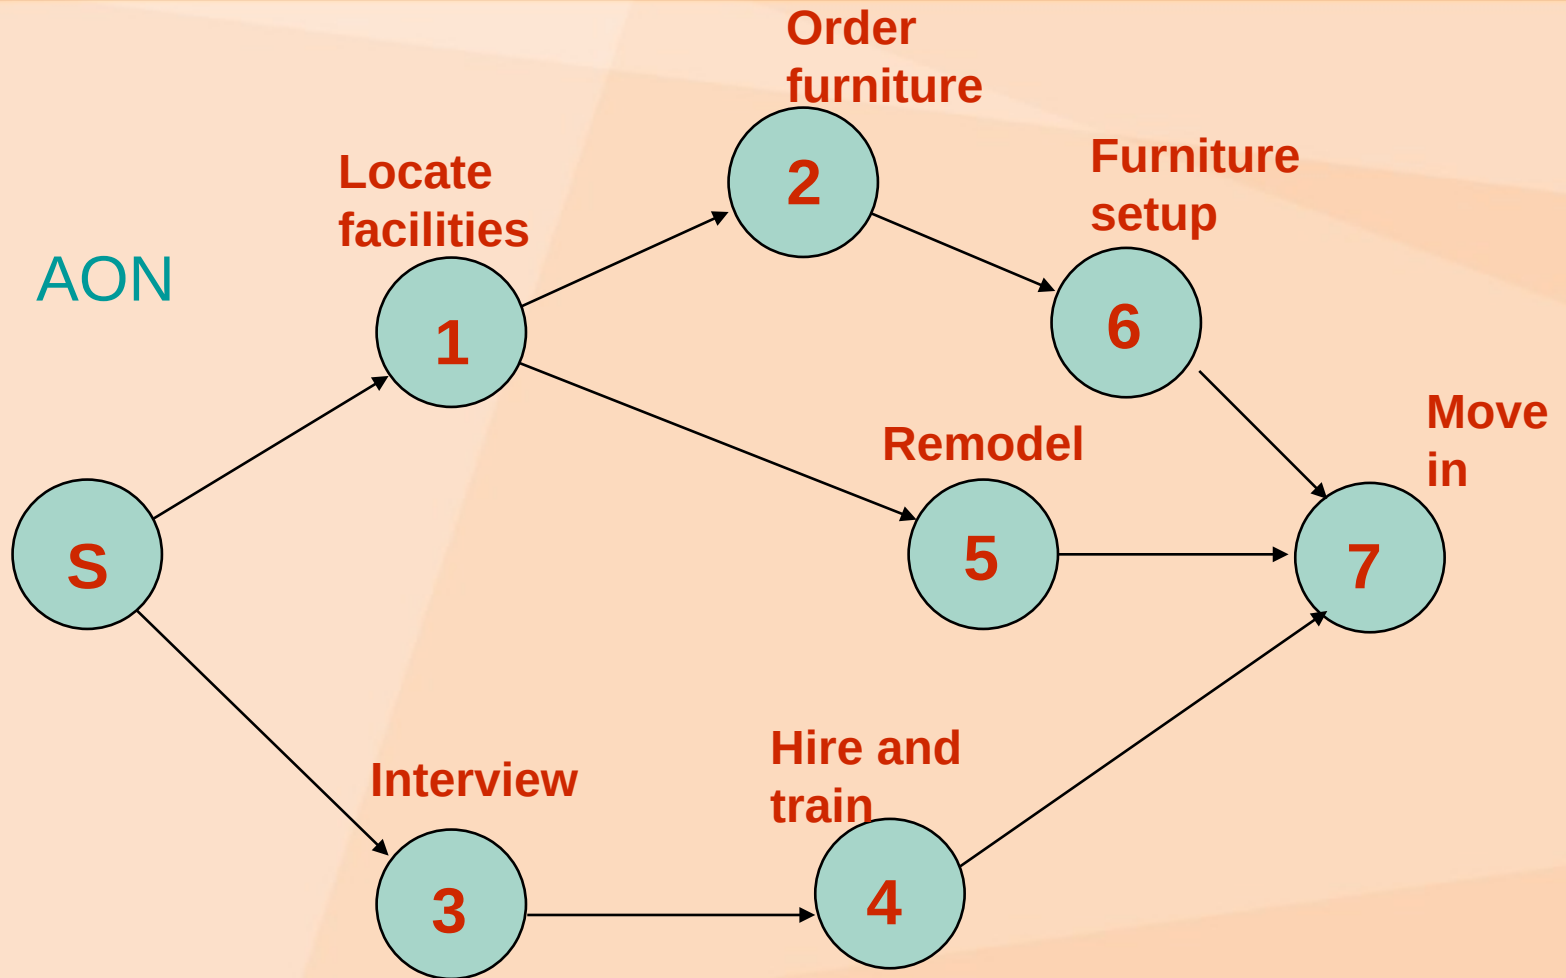 Order
furniture
2
Furniture
setup
Locate
facilities
AON
1
6
Move
in
Remodel
S
5
7
Hire and
train
Interview
3
4